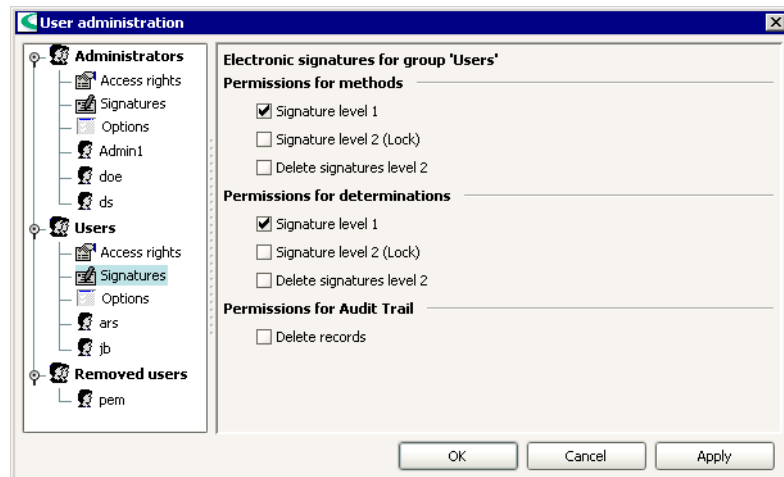 User administration
Administrators
Access rights
Signatures
Options
Admin1
doe
ds
Users
Access rights
Signatures
Options
ars
jb
Removed users
pem
Electronic signatures for group 'Users'
Permissions for methods
Signature level 1
Signature level 2 (Lock)
Delete signatures level 2
Permissions for determinations
Signature level 1
Signature level 2 (Lock)
Delete signatures level 2
Permissions for Audit Trail
Delete records
OK
Cancel
Apply